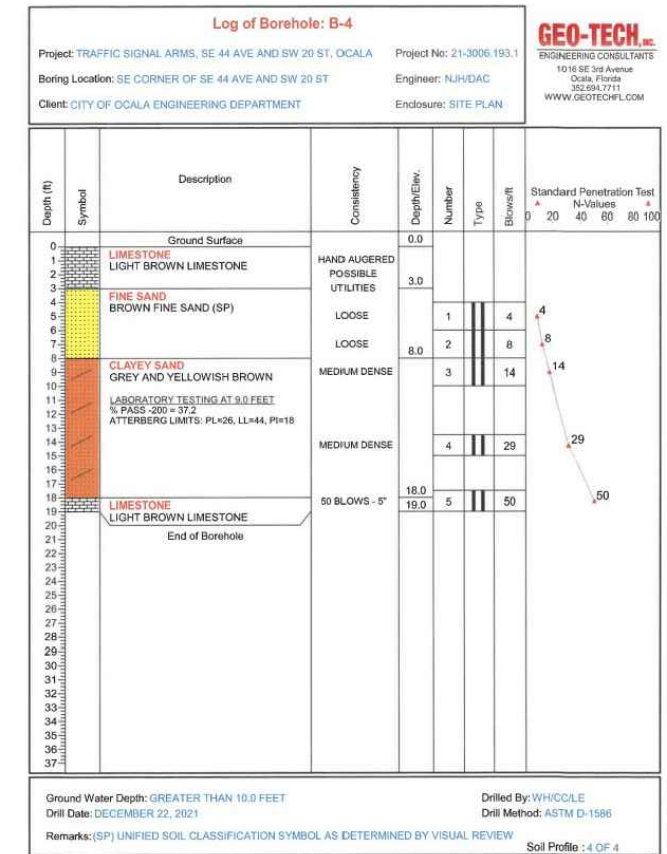 Log of Borehole: B-4
Project: TRAFFIC SIGNAL ARMS, SE 44 AVE AND SW 20 ST, OCALA
Project No: 21-3006.193.1
Boring Location: SE CORNER OF SE 44 AVE AND SW 20 ST
Engineer: NJH/DAC
Client: CITY OF OCALA ENGINEERING DEPARTMENT
Enclosure: SITE PLAN
GEO-TECH, INC.
ENGINEERING CONSULTANTS
1016 SE 3rd Avenue
Ocala, Florida
352.694.7711
WWW.GEOTECHFL.COM
Depth (ft)
Symbol
Description
Consistency
Depth/Elev.
Number
Type
Blows/ft
Standard Penetration Test
N-Values
0 20 40 60 80 100
Ground Surface
0.0
LIMESTONE
LIGHT BROWN LIMESTONE
HAND AUGERED
POSSIBLE
UTILITIES
3.0
FINE SAND
BROWN FINE SAND (SP)
LOOSE
1
4
4
LOOSE
2
8
8
8.0
CLAYEY SAND
GREY AND YELLOWISH BROWN
MEDIUM DENSE
3
14
14
LABORATORY TESTING AT 9.0 FEET
% PASS -200 = 37.2
ATTERBERG LIMITS: PL=26, LL=44, PI=18
MEDIUM DENSE
4
29
29
18.0
LIMESTONE
LIGHT BROWN LIMESTONE
50 BLOWS - 5"
19.0
5
50
50
End of Borehole
0
1
2
3
4
5
6
7
8
9
10
11
12
13
14
15
16
17
18
19
20
21
22
23
24
25
26
27
28
29
30
31
32
33
34
35
36
37
Ground Water Depth: GREATER THAN 10.0 FEET
Drilled By: WH/CC/LE
Drill Date: DECEMBER 22, 2021
Drill Method: ASTM D-1586
Remarks: (SP) UNIFIED SOIL CLASSIFICATION SYMBOL AS DETERMINED BY VISUAL REVIEW
Soil Profile : 4 OF 4